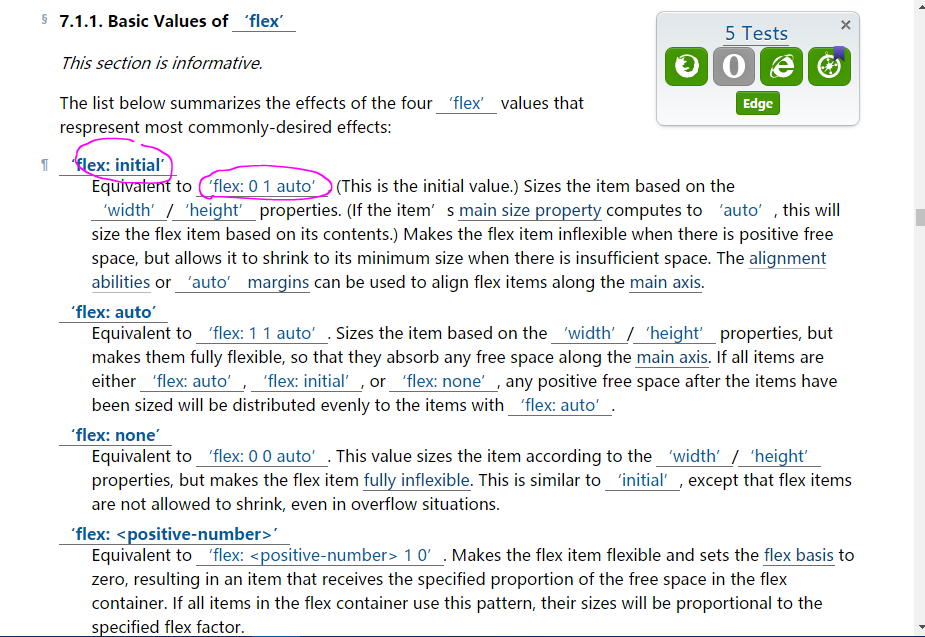 § 7.1.1. Basic Values of ‘flex’
5 Tests
Edge
This section is informative.
The list below summarizes the effects of the four ‘flex’ values that
respresent most commonly-desired effects:
¶ ‘flex: initial’
Equivalent to ‘flex: 0 1 auto’ . (This is the initial value.) Sizes the item based on the
‘width’ / ‘height’ properties. (If the item’ s main size property computes to ‘auto’ , this will
size the flex item based on its contents.) Makes the flex item inflexible when there is positive free
space, but allows it to shrink to its minimum size when there is insufficient space. The alignment
abilities or ‘auto’ margins can be used to align flex items along the main axis.
‘flex: auto’
Equivalent to ‘flex: 1 1 auto’ . Sizes the item based on the ‘width’ / ‘height’ properties, but
makes them fully flexible, so that they absorb any free space along the main axis. If all items are
either ‘flex: auto’ , ‘flex: initial’ , or ‘flex: none’ , any positive free space after the items have
been sized will be distributed evenly to the items with ‘flex: auto’ .
‘flex: none’
Equivalent to ‘flex: 0 0 auto’ . This value sizes the item according to the ‘width’ / ‘height’
properties, but makes the flex item fully inflexible. This is similar to ‘initial’ , except that flex items
are not allowed to shrink, even in overflow situations.
‘flex: <positive-number>’
Equivalent to ‘flex: <positive-number> 1 0’ . Makes the flex item flexible and sets the flex basis to
zero, resulting in an item that receives the specified proportion of the free space in the flex
container. If all items in the flex container use this pattern, their sizes will be proportional to the
specified flex factor.